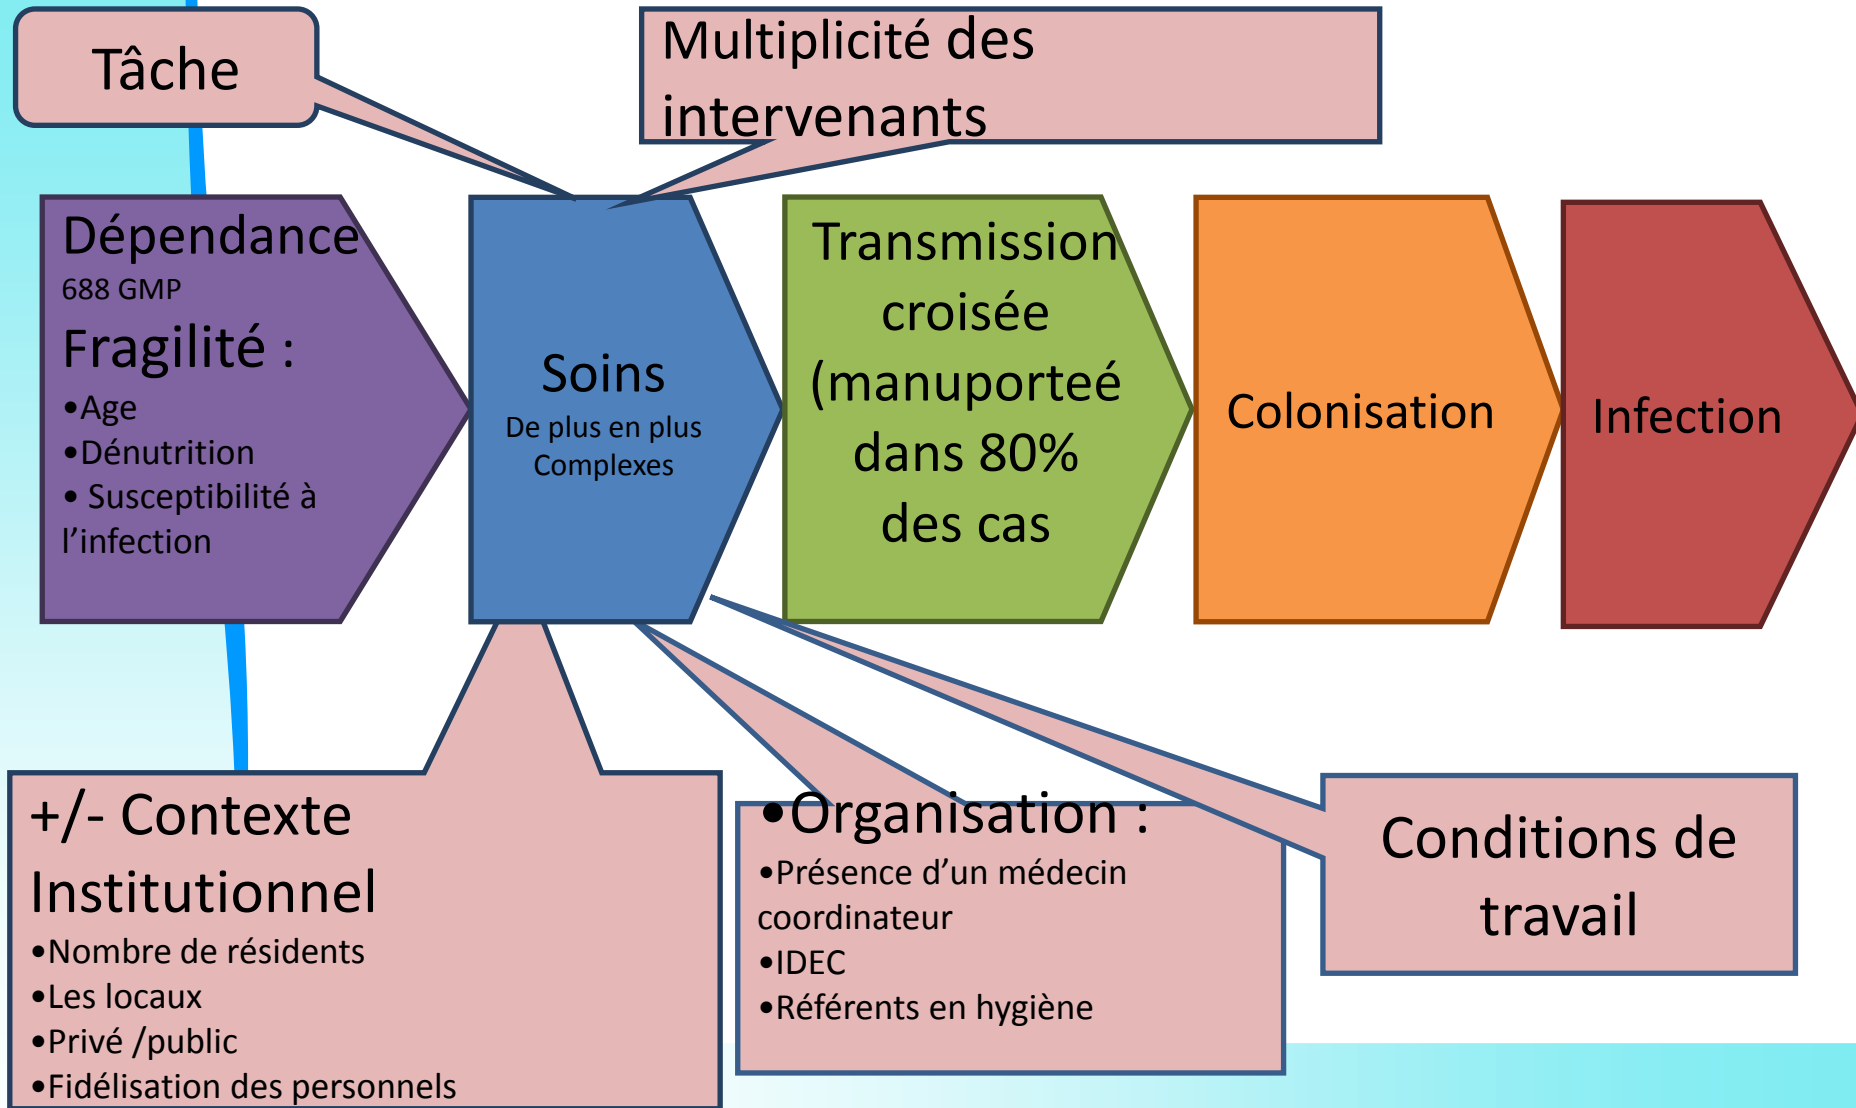 Tâche
Multiplicité des
intervenants
Dépendance
688 GMP
Fragilité :
•Age
•Dénutrition
• Susceptibilité à
l’infection
Soins
De plus en plus
Complexes
Transmission
croisée
(manuporteé
dans 80%
des cas
Colonisation
Infection
+/- Contexte
Institutionnel
•Nombre de résidents
•Les locaux
•Privé /public
•Fidélisation des personnels
•Organisation :
•Présence d’un médecin
coordinateur
•IDEC
•Référents en hygiène
Conditions de
travail